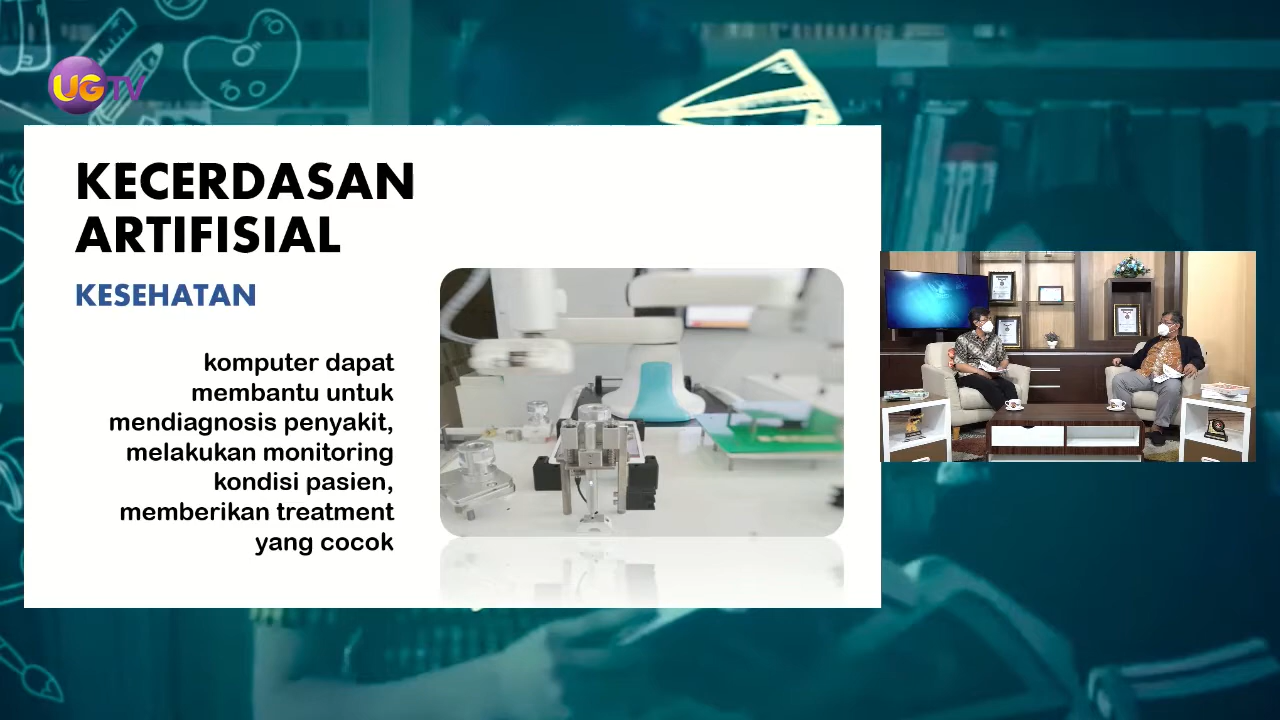 UGTV
KECERDASAN
ARTIFISIAL
KESEHATAN
komputer dapat
membantu untuk
mendiagnosis penyakit,
melakukan monitoring
kondisi pasien,
memberikan treatment
yang cocok